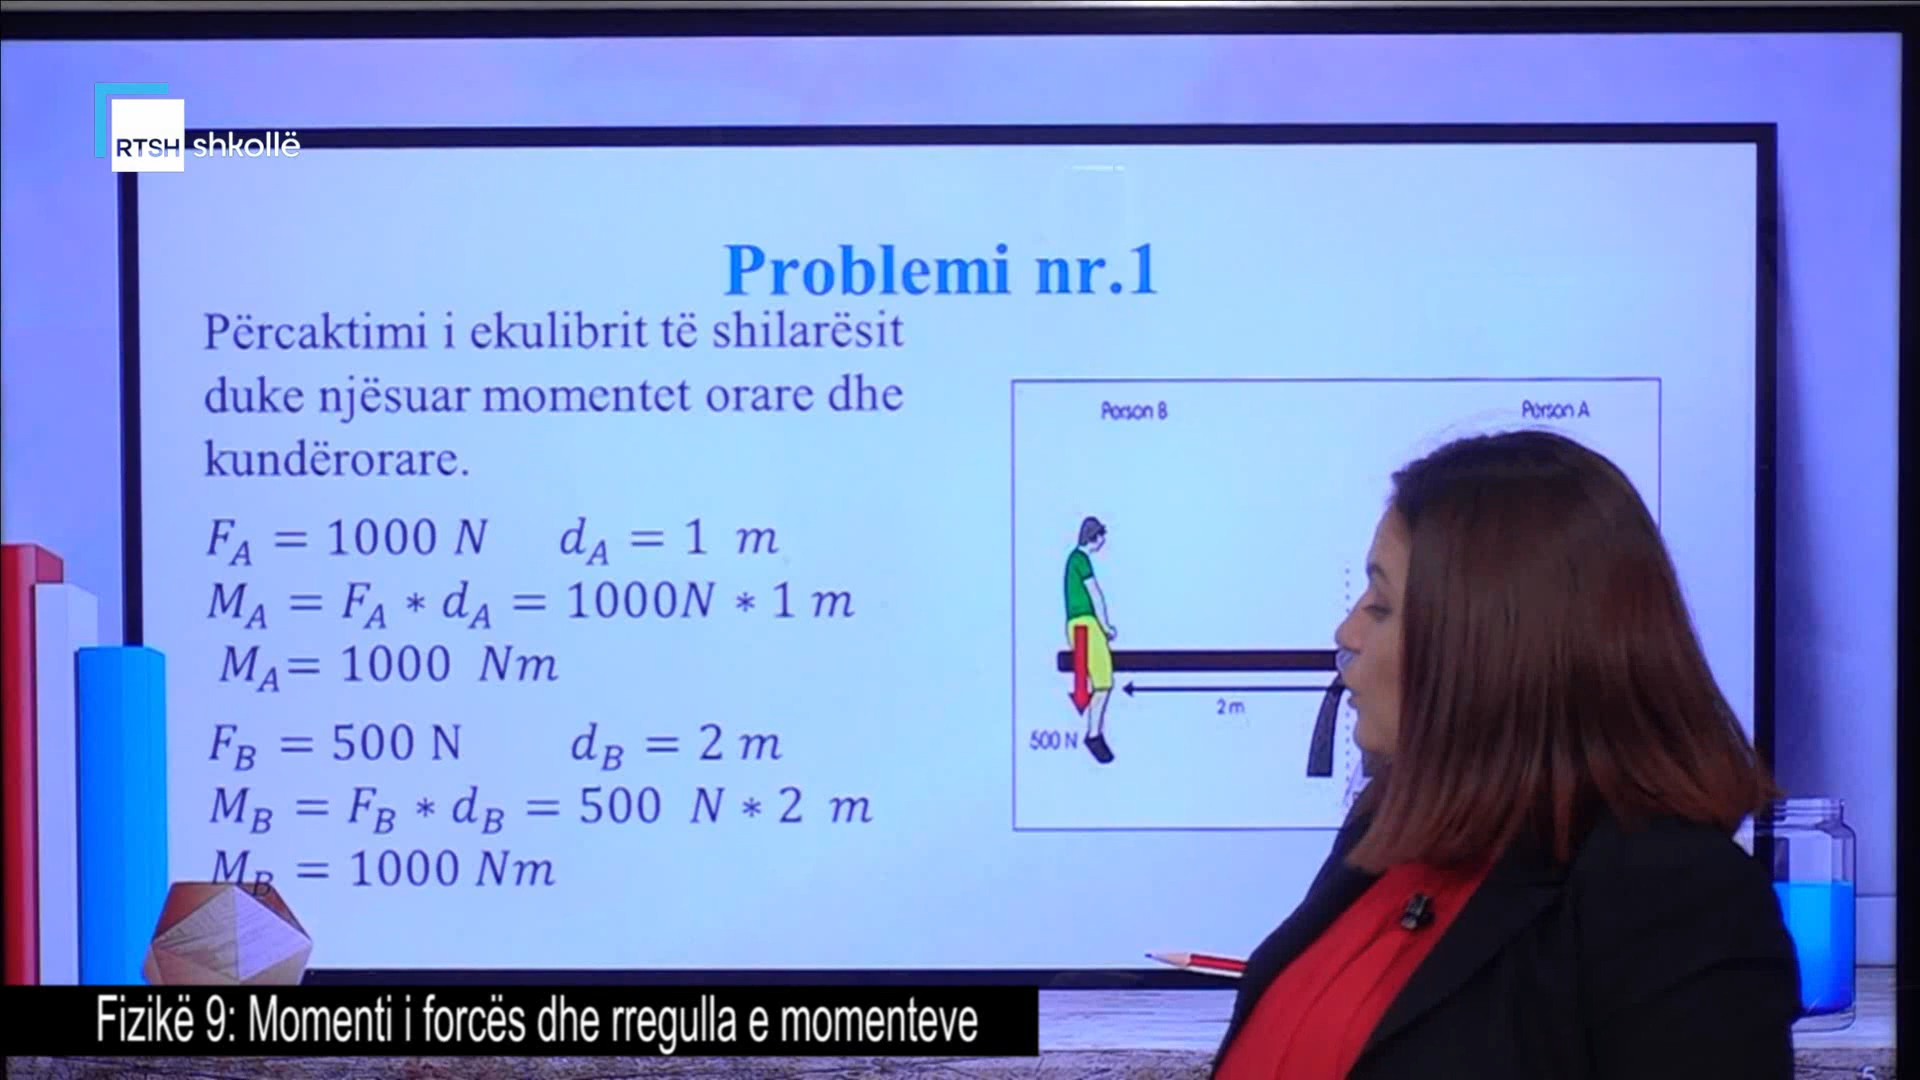 RTSH shkollë
Problemi nr.1
Përcaktimi i ekulibrit të shilarësit
duke njësuar momentet orare dhe
kundërorare.
F_A = 1000 N d_A = 1 m
M_A = F_A * d_A = 1000N * 1 m
M_A= 1000 Nm
F_B = 500 N d_B = 2 m
M_B = F_B * d_B = 500 N * 2 m
M_B = 1000 Nm
Person B
Person A
2 m
500 N
Fizikë 9: Momenti i forcës dhe rregulla e momenteve
5